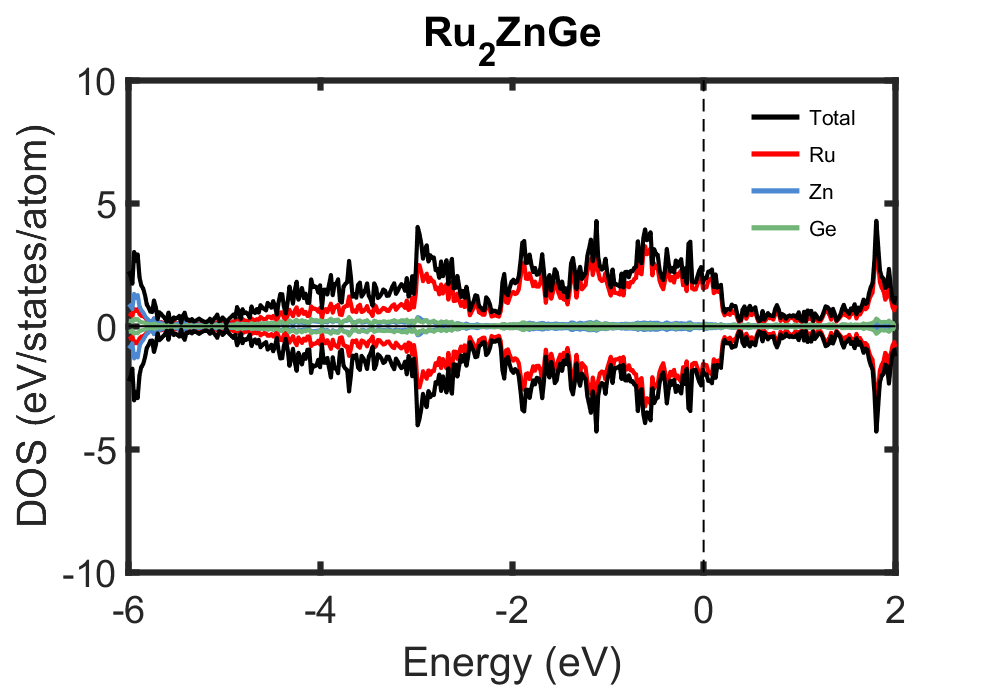 Ru₂ZnGe
10
5
0
-5
-10
DOS (eV/states/atom)
Total
Ru
Zn
Ge
-6 -4 -2 0 2
Energy (eV)